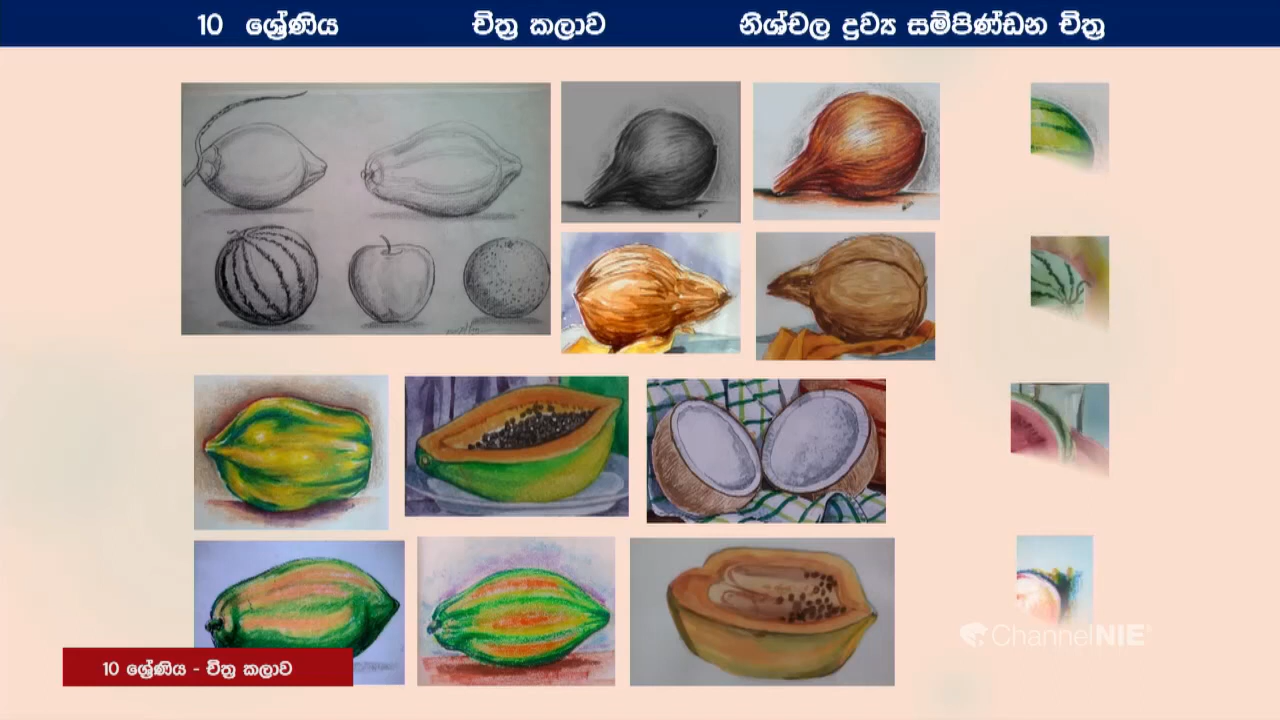 10 ශ්‍රේණිය චිත්‍ර කලාව නිශ්චල ද්‍රව්‍ය සම්පිණ්ඩන චිත්‍ර
ChannelNIE
10 ශ්‍රේණිය - චිත්‍ර කලාව